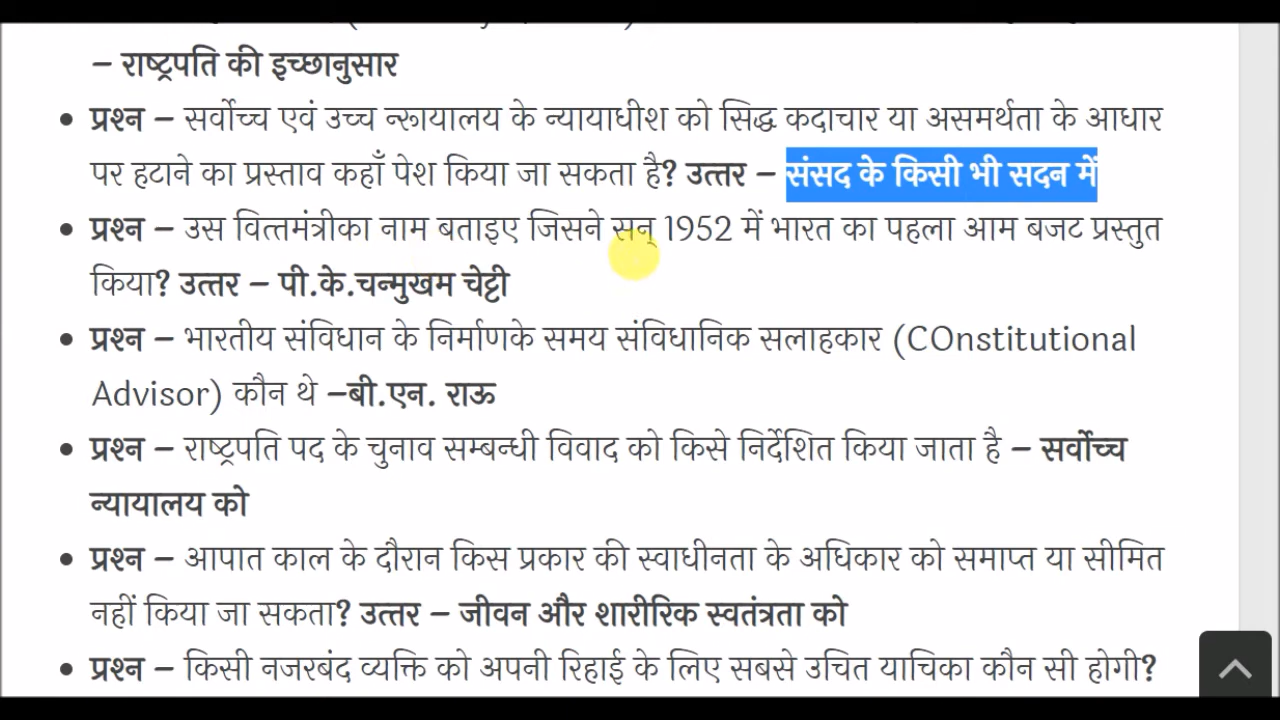 – राष्ट्रपति की इच्छानुसार
प्रश्न – सर्वोच्च एवं उच्च न्रूायालय के न्यायाधीश को सिद्ध कदाचार या असमर्थता के आधार
पर हटाने का प्रस्ताव कहाँ पेश किया जा सकता है? उत्तर – संसद के किसी भी सदन में
प्रश्न – उस वित्तमंत्रीका नाम बताइए जिसने सन् 1952 में भारत का पहला आम बजट प्रस्तुत
किया? उत्तर – पी.के.चन्मुखम चेट्टी
प्रश्न – भारतीय संविधान के निर्माणके समय संविधानिक सलाहकार (COnstitutional
Advisor) कौन थे –बी.एन. राऊ
प्रश्न – राष्ट्रपति पद के चुनाव सम्बन्धी विवाद को किसे निर्देशित किया जाता है – सर्वोच्च
न्यायालय को
प्रश्न – आपात काल के दौरान किस प्रकार की स्वाधीनता के अधिकार को समाप्त या सीमित
नहीं किया जा सकता? उत्तर – जीवन और शारीरिक स्वतंत्रता को
प्रश्न – किसी नजरबंद व्यक्ति को अपनी रिहाई के लिए सबसे उचित याचिका कौन सी होगी?